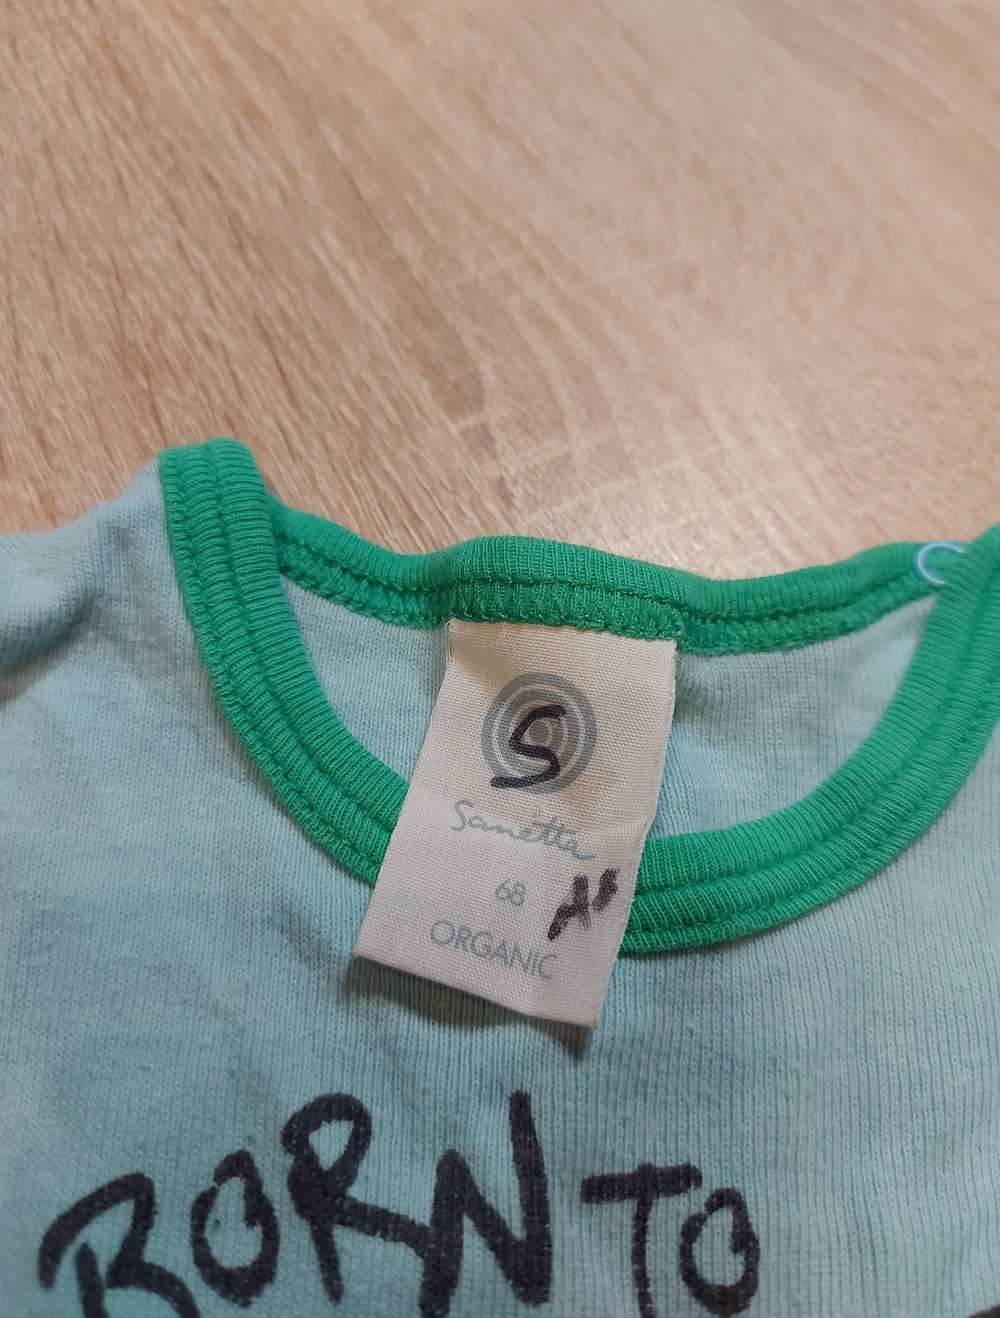 S
Sanetta
68
ORGANIC
BORN TO